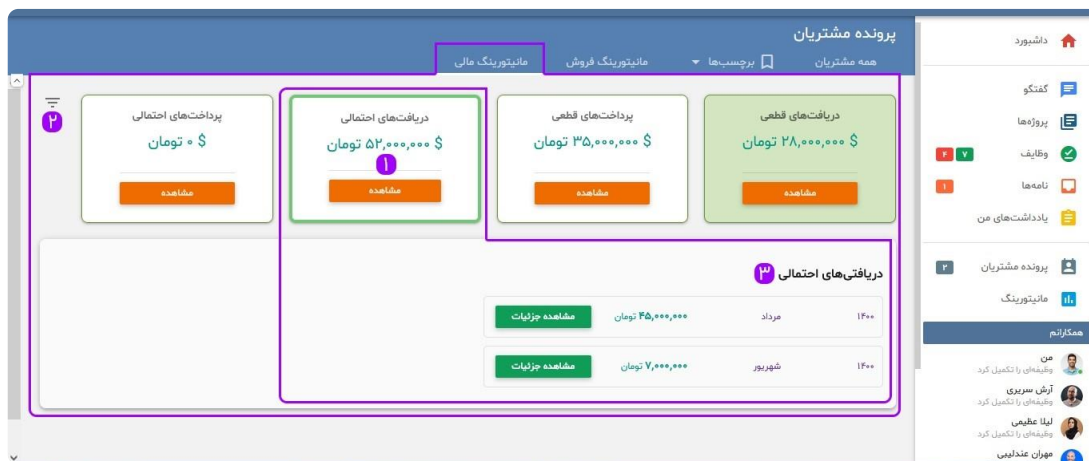 داشبورد
گفتگو
پروژه‌ها
وظایف ۷ ۴
نامه‌ها ۱
یادداشت‌های من
پرونده مشتریان ۲
مانیتورینگ
همکارانم
من
وظیفه‌ای را تکمیل کرد
آرش سریری
وظیفه‌ای را تکمیل کرد
لیلا عظیمی
وظیفه‌ای را تکمیل کرد
مهران عندلیبی
پرونده مشتریان
همه مشتریان برچسب‌ها مانیتورینگ فروش مانیتورینگ مالی
دریافت‌های قطعی
$ ۲۸,۰۰۰,۰۰۰ تومان
مشاهده
پرداخت‌های قطعی
$ ۳۵,۰۰۰,۰۰۰ تومان
مشاهده
دریافت‌های احتمالی
$ ۵۲,۰۰۰,۰۰۰ تومان
۱
مشاهده
پرداخت‌های احتمالی
$ ۰ تومان
مشاهده
۲
دریافتی‌های احتمالی ۳
۱۴۰۰ مرداد ۴۵,۰۰۰,۰۰۰ تومان مشاهده جزئیات
۱۴۰۰ شهریور ۷,۰۰۰,۰۰۰ تومان مشاهده جزئیات